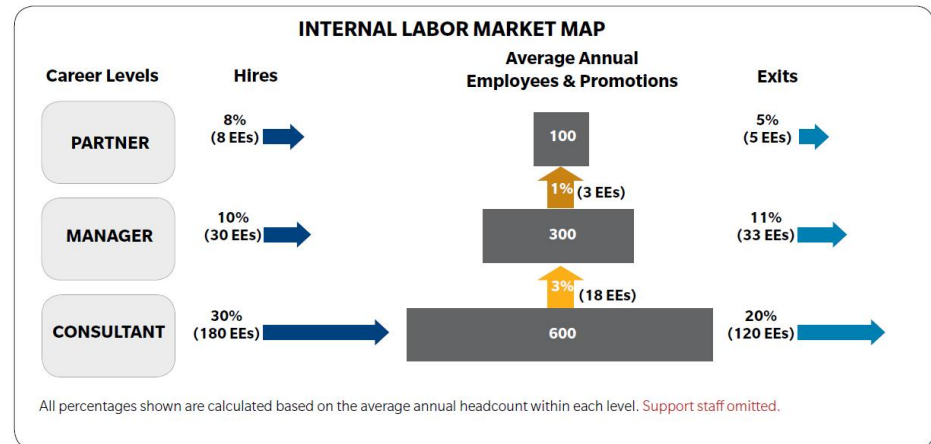 INTERNAL LABOR MARKET MAP
Career Levels
Hires
Average Annual
Employees & Promotions
Exits
PARTNER
8%
(8 EEs)
100
5%
(5 EEs)
1% (3 EEs)
MANAGER
10%
(30 EEs)
300
11%
(33 EEs)
3% (18 EEs)
CONSULTANT
30%
(180 EEs)
600
20%
(120 EEs)
All percentages shown are calculated based on the average annual headcount within each level. Support staff omitted.